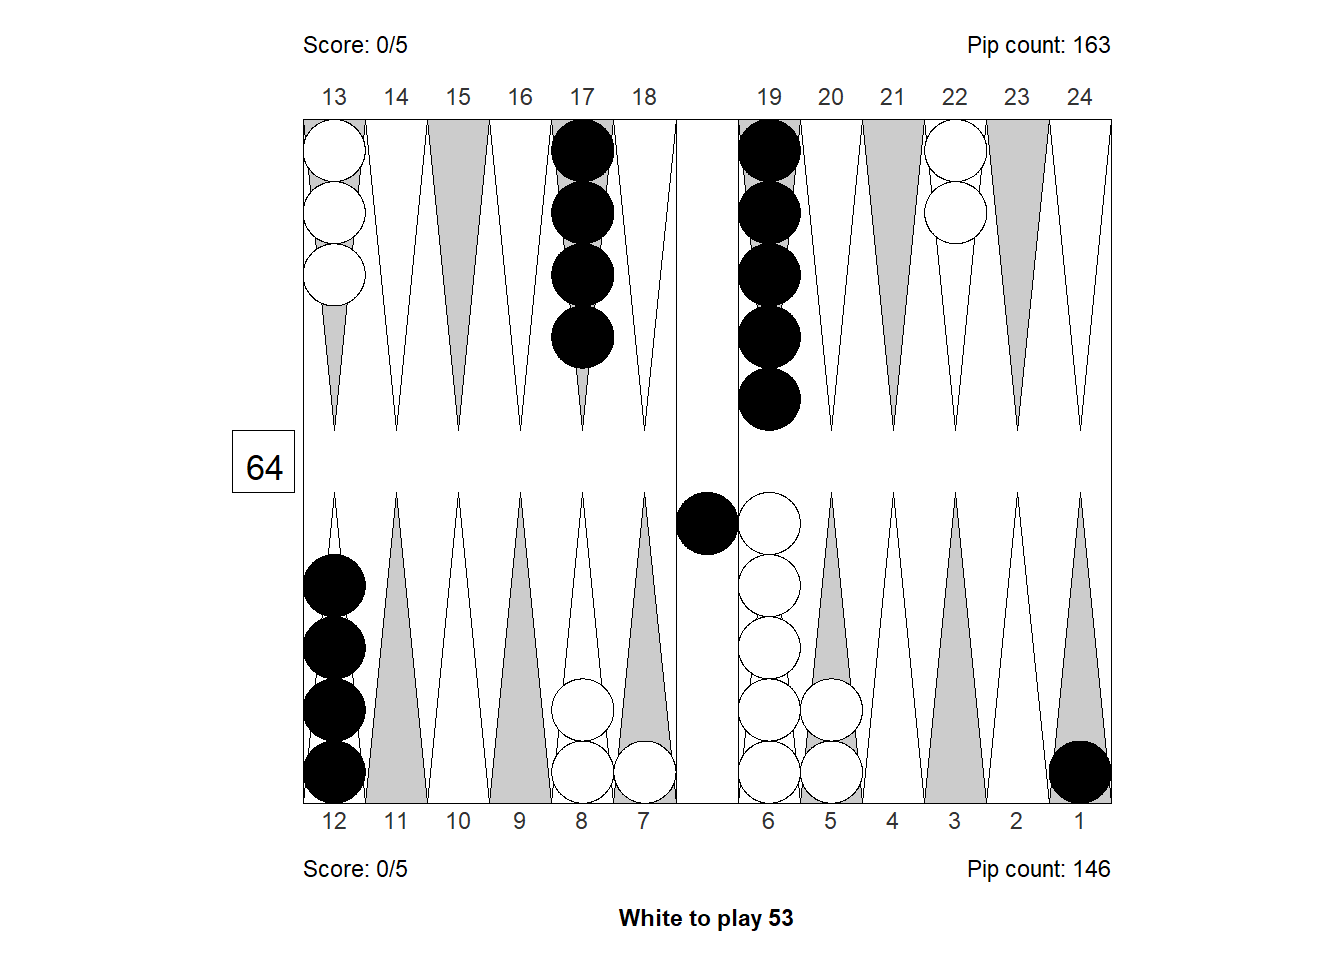 Score: 0/5 Pip count: 163
13 14 15 16 17 18 19 20 21 22 23 24
64
12 11 10 9 8 7 6 5 4 3 2 1
Score: 0/5 Pip count: 146
White to play 53